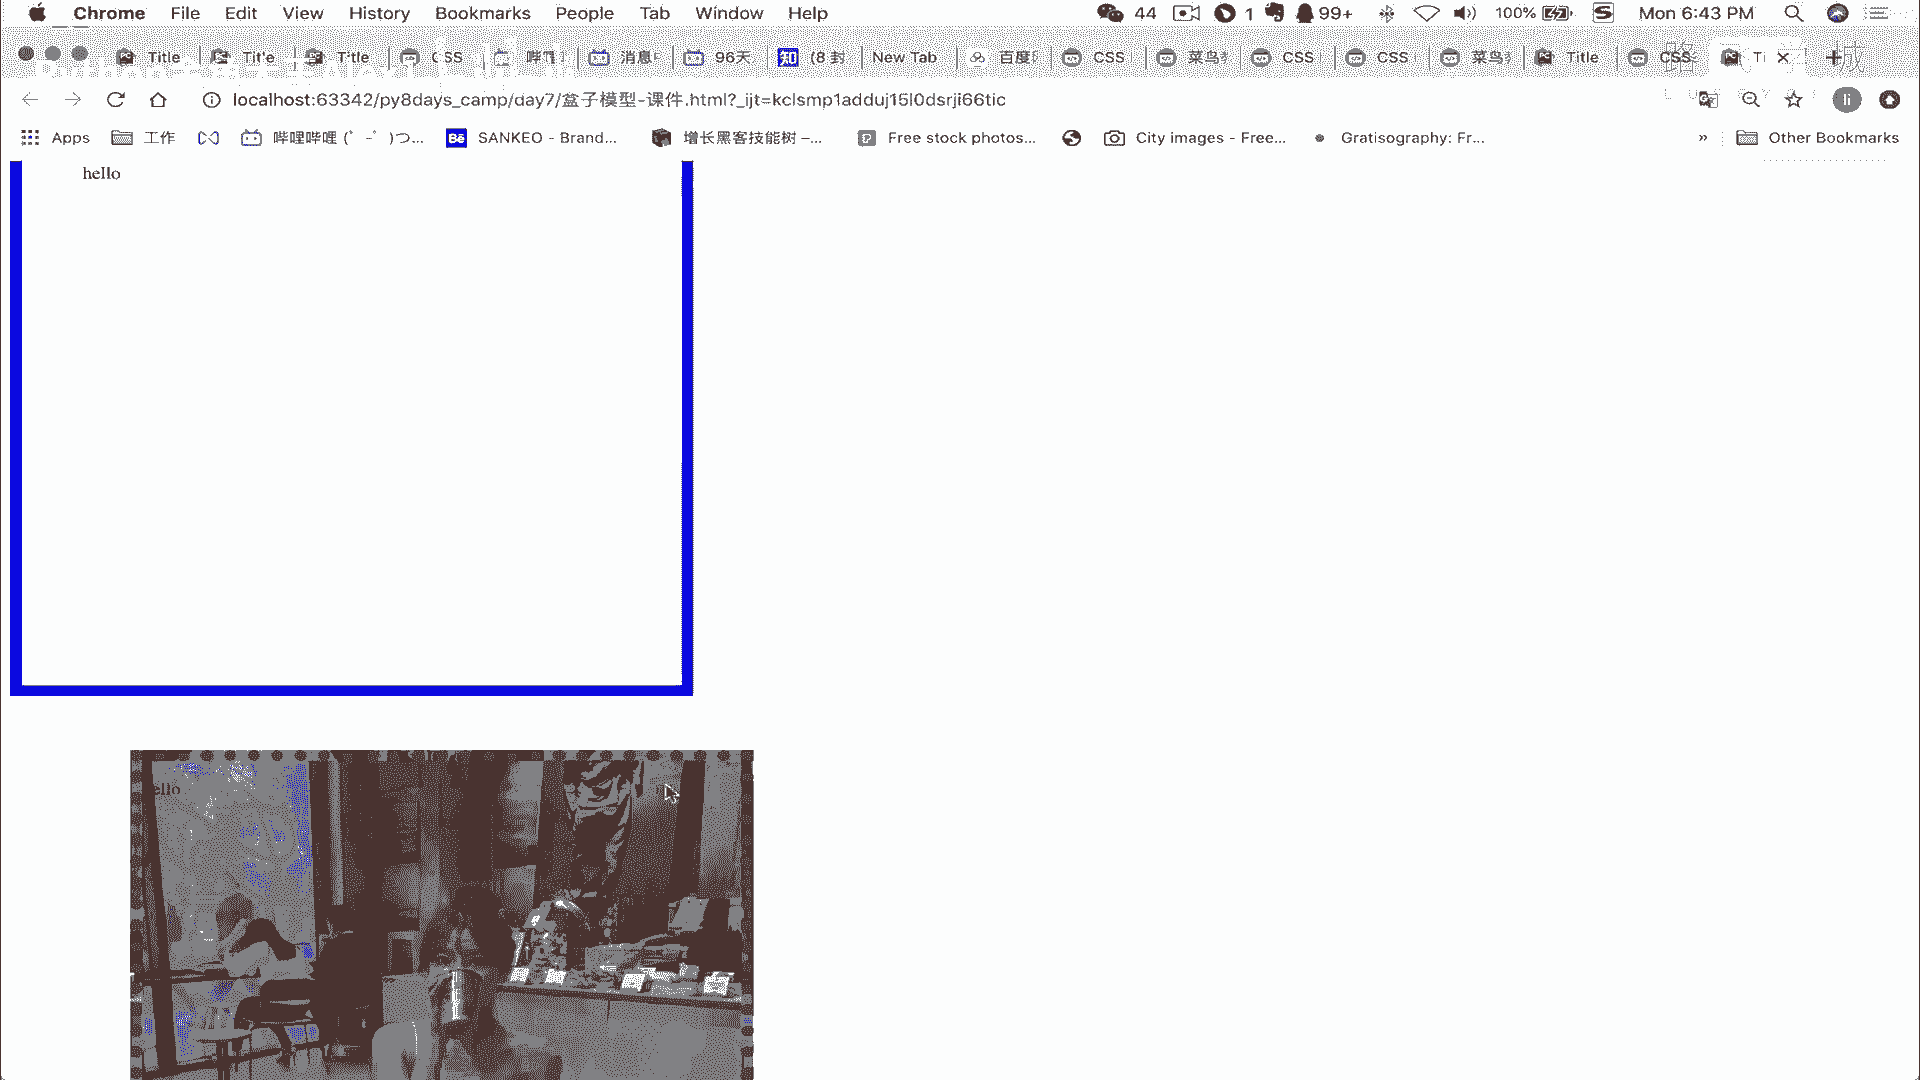 Chrome File Edit View History Bookmarks People Tab Window Help 44 1 99+ 100% Mon 6:43 PM
Title Title Title CSS 消息 96天 知 (8 封 New Tab 百度 CSS 菜鸟 CSS CSS 菜鸟 Title CSS Ti
localhost:63342/py8days_camp/day7/盒子模型-课件.html?_ijt=kclsmp1adduj15l0dsrji66tic li
Apps 工作 哔哩哔哩 (゜-゜)つ... Bē SANKEO - Brand... 增长黑客技能树 –... Free stock photos... City images - Free... Gratisography: Fr... » Other Bookmarks
hello
ello